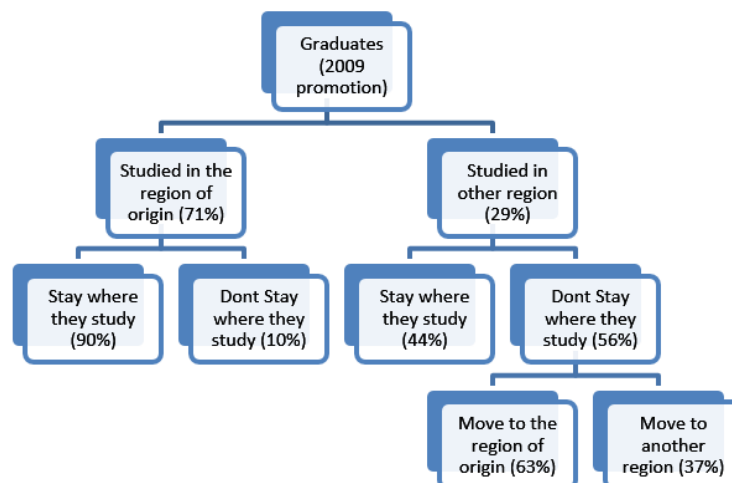 Graduates
(2009
promotion)
Studied in the
region of
origin (71%)
Studied in
other region
(29%)
Stay where
they study
(90%)
Dont Stay
where they
study (10%)
Stay where
they study
(44%)
Dont Stay
where they
study (56%)
Move to the
region of
origin (63%)
Move to
another
region (37%)